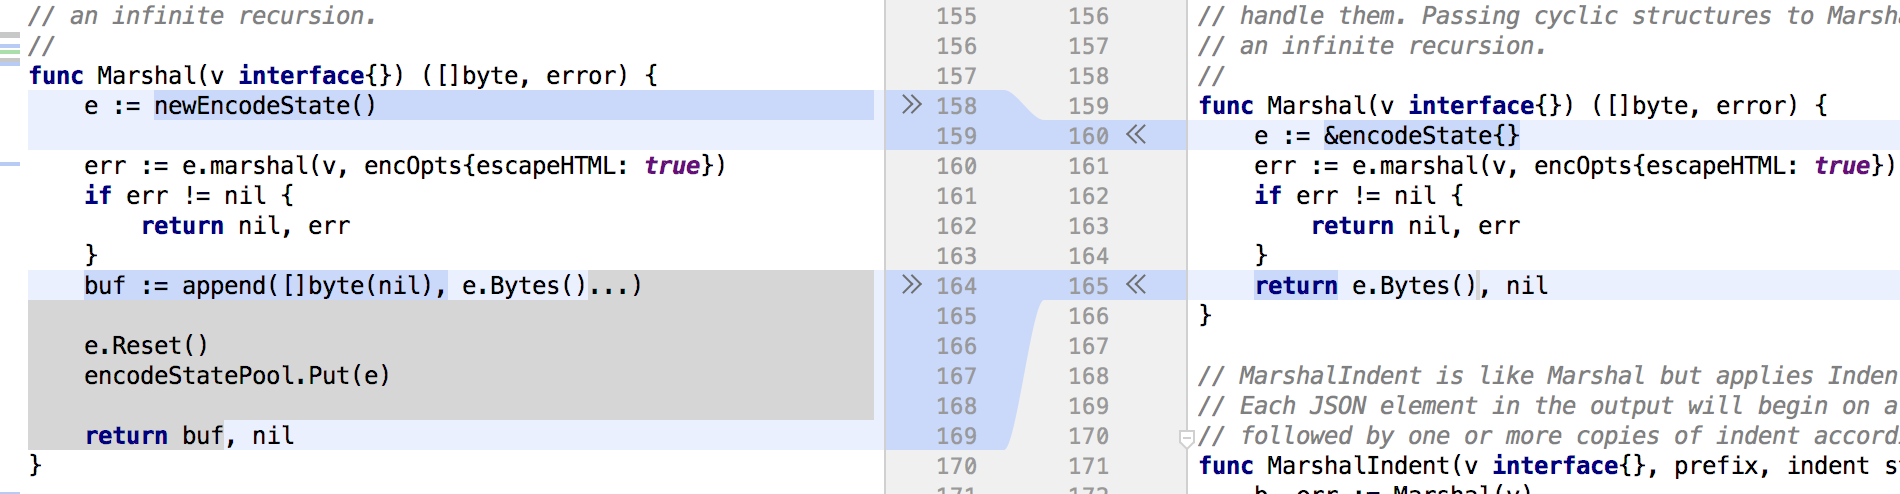 // an infinite recursion.
//
func Marshal(v interface{}) ([]byte, error) {
    e := newEncodeState()

    err := e.marshal(v, encOpts{escapeHTML: true})
    if err != nil {
        return nil, err
    }
    buf := append([]byte(nil), e.Bytes()...)

    e.Reset()
    encodeStatePool.Put(e)

    return buf, nil
}
155 156
156 157
157 158
>> 158 159
159 160 <<
160 161
161 162
162 163
163 164
>> 164 165 <<
165 166
166 167
167 168
168 169
169 170
170 171
171 172
// handle them. Passing cyclic structures to Marsh
// an infinite recursion.
//
func Marshal(v interface{}) ([]byte, error) {
    e := &encodeState{}
    err := e.marshal(v, encOpts{escapeHTML: true})
    if err != nil {
        return nil, err
    }
    return e.Bytes(), nil
}

// MarshalIndent is like Marshal but applies Inden
// Each JSON element in the output will begin on a
// followed by one or more copies of indent accord
func MarshalIndent(v interface{}, prefix, indent s
    b, err := Marshal(v)